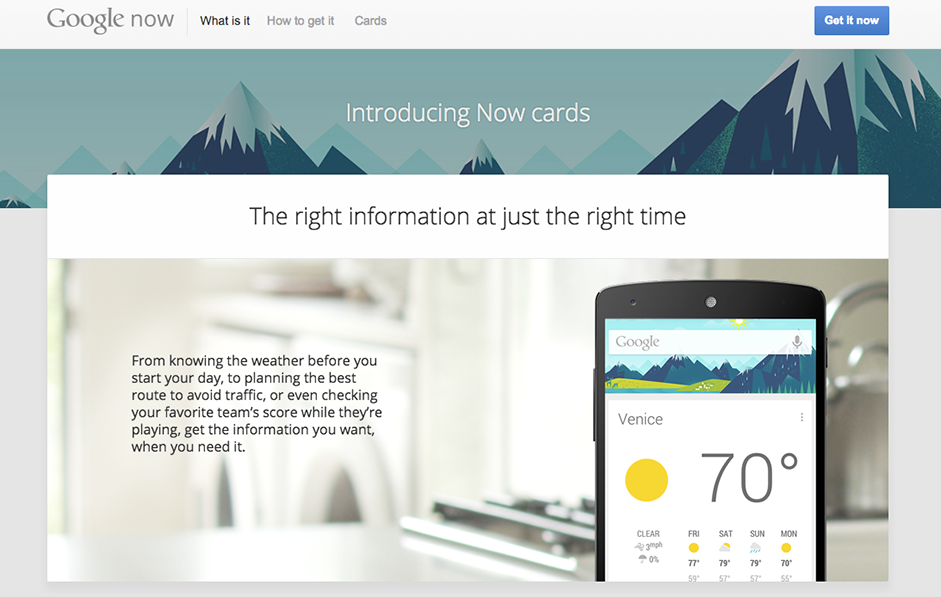 Google now What is it How to get it Cards Get it now
Introducing Now cards
The right information at just the right time
From knowing the weather before you
start your day, to planning the best
route to avoid traffic, or even checking
your favorite team's score while they're
playing, get the information you want,
when you need it.
Google
Venice
70°
CLEAR FRI SAT SUN MON
3mph
0% 77° 79° 79° 70°
59° 57° 57° 55°